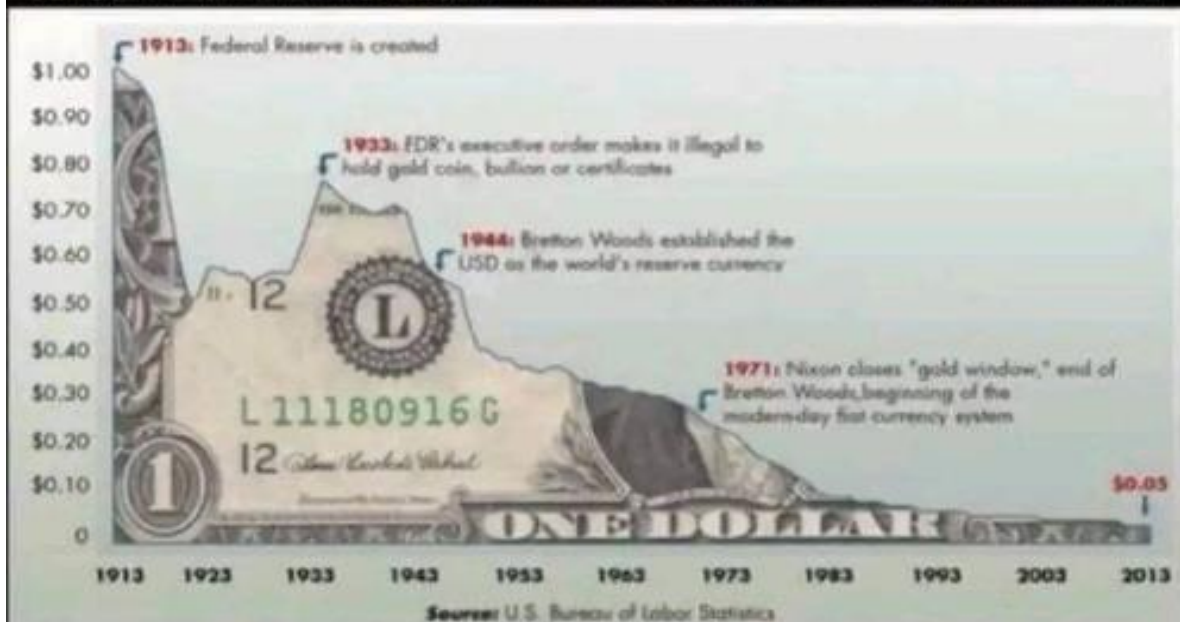 1913: Federal Reserve is created
$1.00
$0.90
$0.80
1933: FDR's executive order makes it illegal to
hold gold coin, bullion or certificates
$0.70
$0.60
1944: Bretton Woods established the
USD as the world's reserve currency
$0.50
12
L
$0.40
1971: Nixon closes "gold window," end of
Bretton Woods, beginning of the
modern-day fiat currency system
$0.30
L 11180916 G
$0.20
12
1
$0.10
$0.05
ONE DOLLAR
0
1913 1923 1933 1943 1953 1963 1973 1983 1993 2003 2013
Source: U.S. Bureau of Labor Statistics